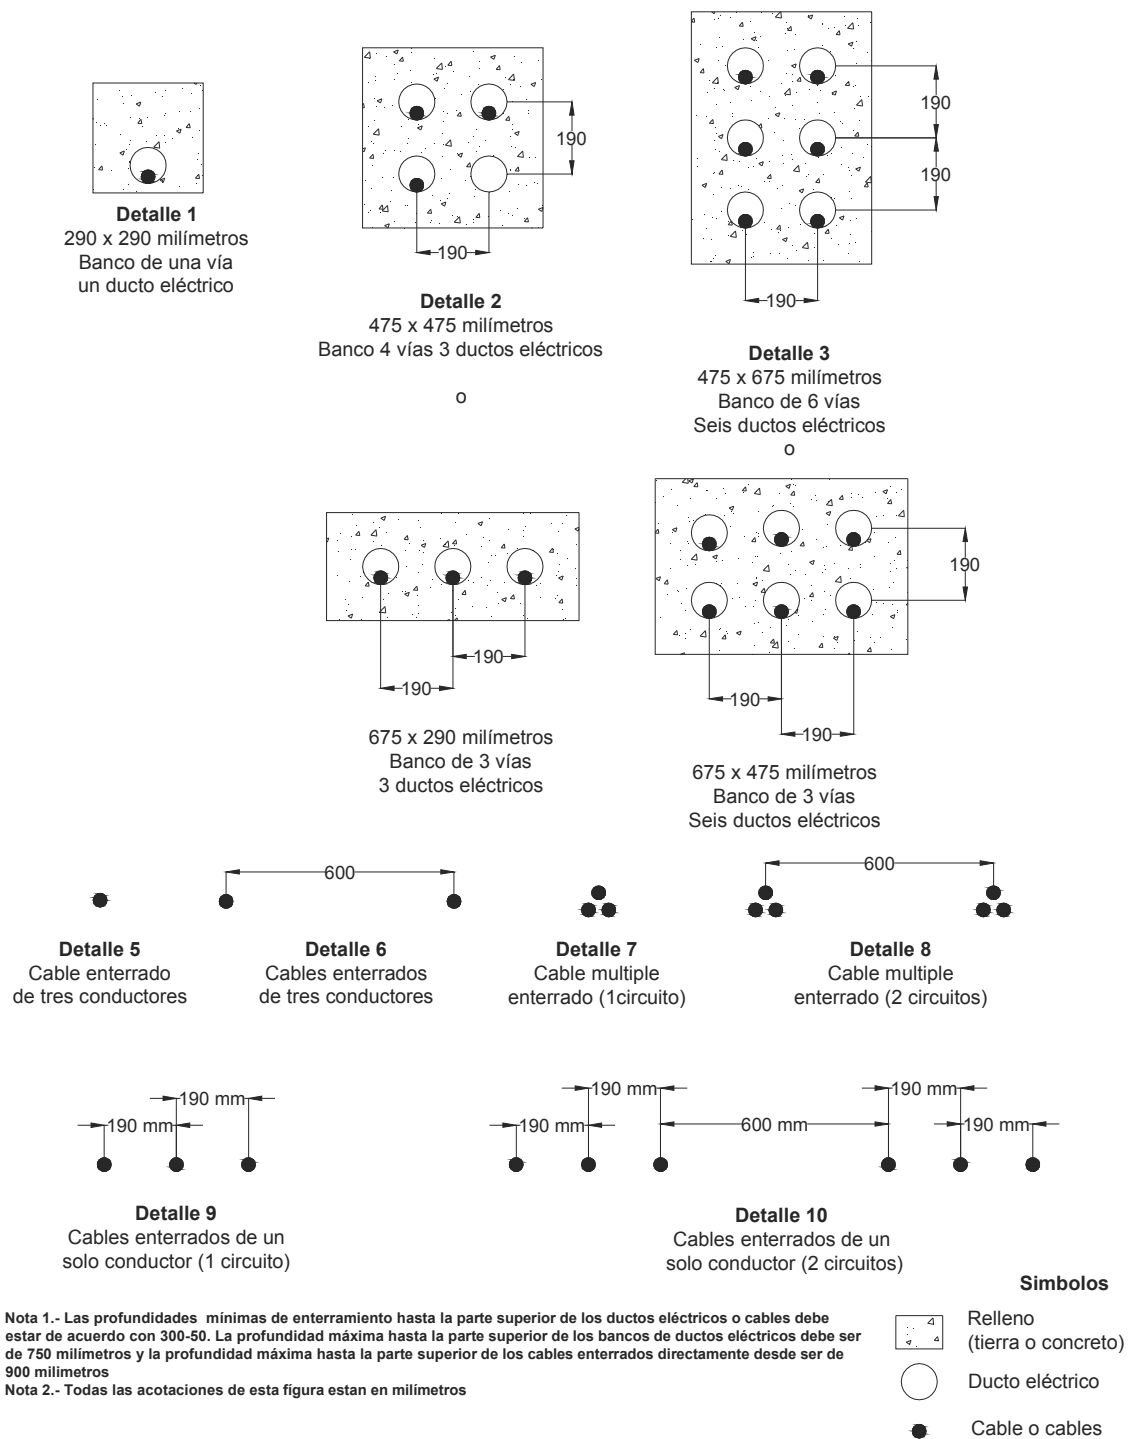 190
190
Detalle 1
290 x 290 milímetros
Banco de una vía
un ducto eléctrico
190
190
Detalle 2
475 x 475 milímetros
Banco 4 vías 3 ductos eléctricos
o
190
Detalle 3
475 x 675 milímetros
Banco de 6 vías
Seis ductos eléctricos
o
190
190
675 x 290 milímetros
Banco de 3 vías
3 ductos eléctricos
190
190
190
675 x 475 milímetros
Banco de 3 vías
Seis ductos eléctricos
600
600
Detalle 5
Cable enterrado
de tres conductores
Detalle 6
Cables enterrados
de tres conductores
Detalle 7
Cable multiple
enterrado (1circuito)
Detalle 8
Cable multiple
enterrado (2 circuitos)
190 mm
190 mm
Detalle 9
Cables enterrados de un
solo conductor (1 circuito)
190 mm
190 mm
600 mm
190 mm
190 mm
Detalle 10
Cables enterrados de un
solo conductor (2 circuitos)
Nota 1.- Las profundidades mínimas de enterramiento hasta la parte superior de los ductos eléctricos o cables debe
estar de acuerdo con 300-50. La profundidad máxima hasta la parte superior de los bancos de ductos eléctricos debe ser
de 750 milímetros y la profundidad máxima hasta la parte superior de los cables enterrados directamente desde ser de
900 milimetros
Nota 2.- Todas las acotaciones de esta fígura estan en milímetros
Simbolos
Relleno
(tierra o concreto)
Ducto eléctrico
Cable o cables